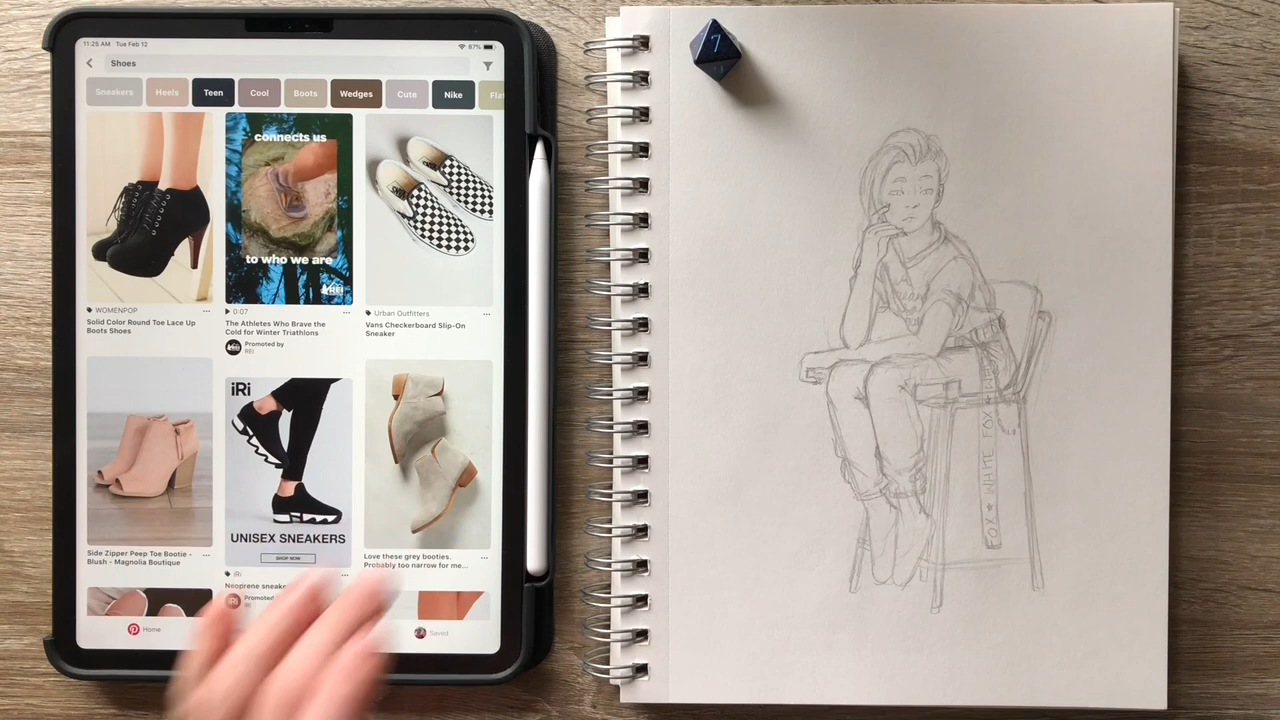 11:25 AM Tue Feb 12
87%
Shoes
Sneakers
Heels
Teen
Cool
Boots
Wedges
Cute
Nike
connects us
to who we are
REI
WOMENPOP
Solid Color Round Toe Lace Up
Boots Shoes
0:07
The Athletes Who Brave the
Cold for Winter Triathlons
Promoted by
REI
Urban Outfitters
Vans Checkerboard Slip-On
Sneaker
iRi
UNISEX SNEAKERS
SHOP NOW
Side Zipper Peep Toe Bootie -
Blush - Magnolia Boutique
iRi
Promoted
IRI
Love these grey booties.
Probably too narrow for me...
Home
Saved
7
FOX ★ WHITE FOX ★ WH